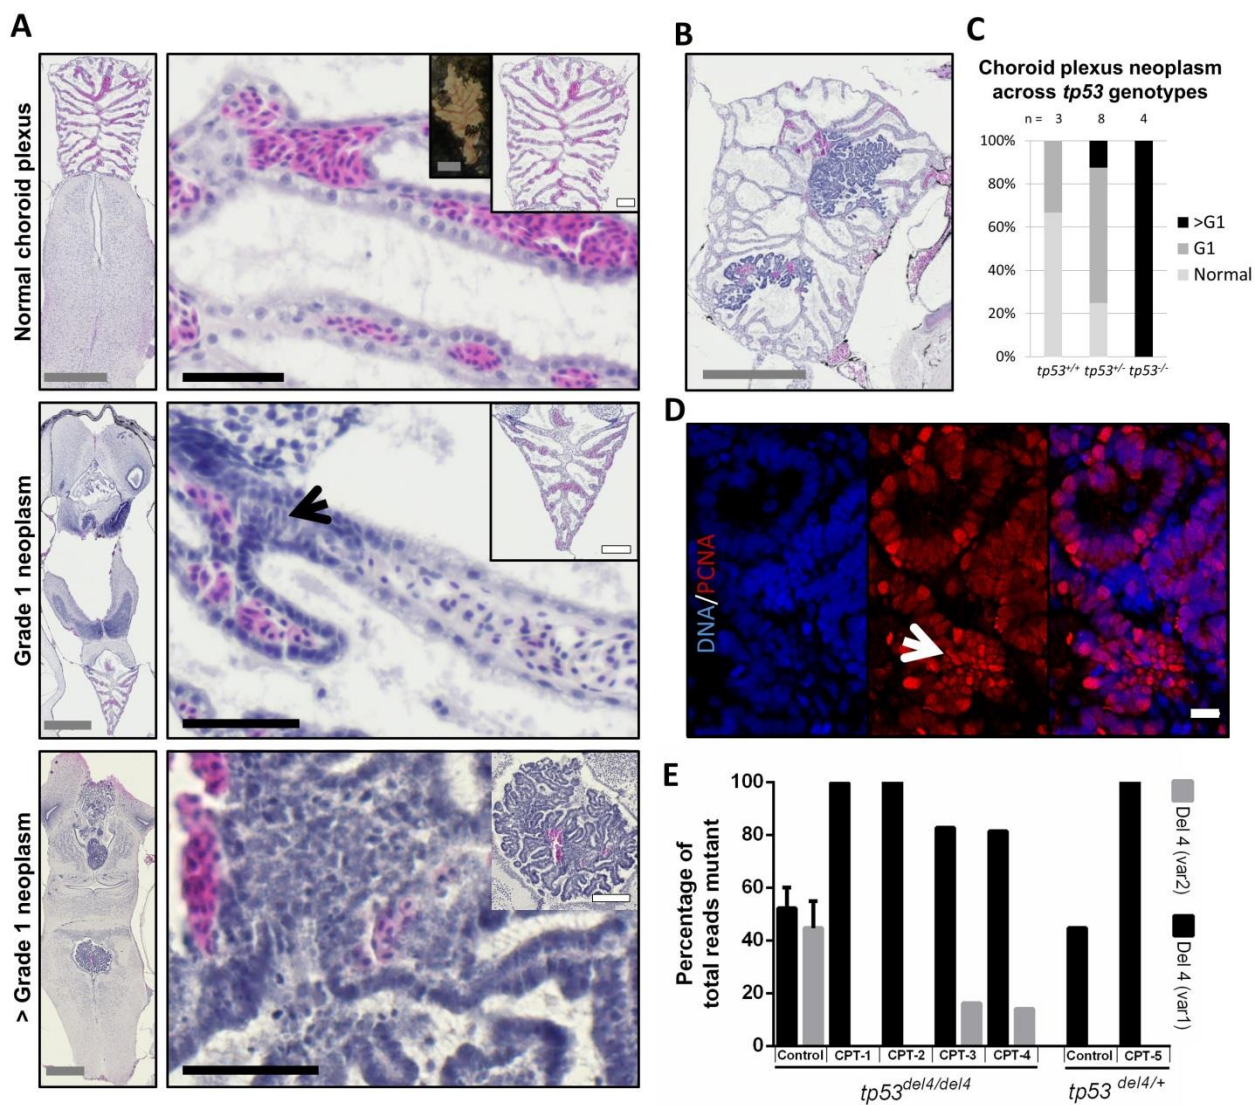 A
Normal choroid plexus
Grade 1 neoplasm
> Grade 1 neoplasm
B
C
Choroid plexus neoplasm
across tp53 genotypes
n = 3 8 4
100%
80%
60%
40%
20%
0%
>G1
G1
Normal
tp53+/+ tp53+/- tp53-/-
D
DNA/PCNA
E
Percentage of
total reads mutant
100
80
60
40
20
0
Control CPT-1 CPT-2 CPT-3 CPT-4 Control CPT-5
tp53del4/del4 tp53 del4/+
Del 4 (var2)
Del 4 (var1)